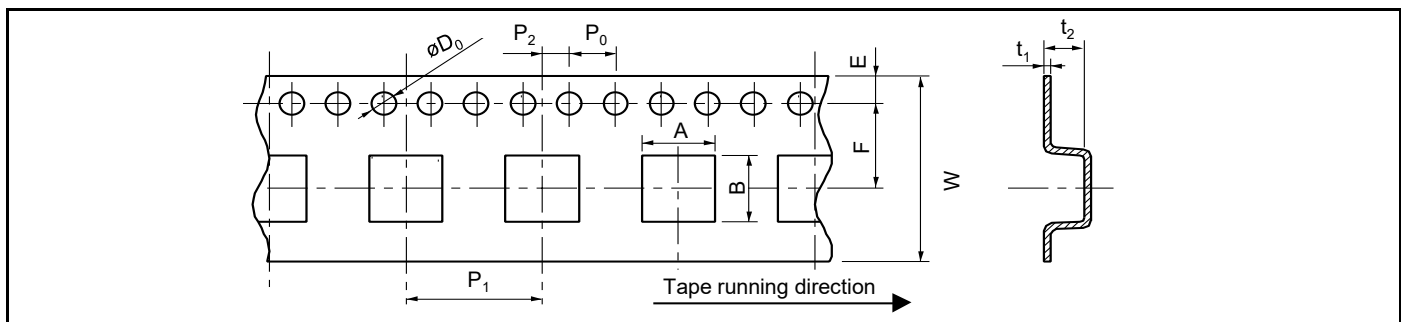 t₂
P₂
P₀
øD₀
t₁
E
A
F
B
W
P₁
Tape running direction